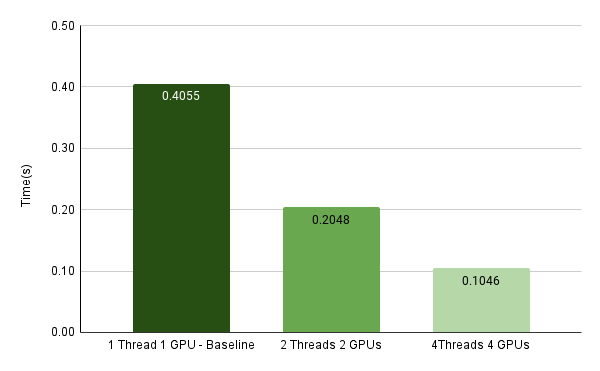 0.50
0.40
0.30
0.20
0.10
0.00
Time(s)
0.4055
0.2048
0.1046
1 Thread 1 GPU - Baseline
2 Threads 2 GPUs
4Threads 4 GPUs